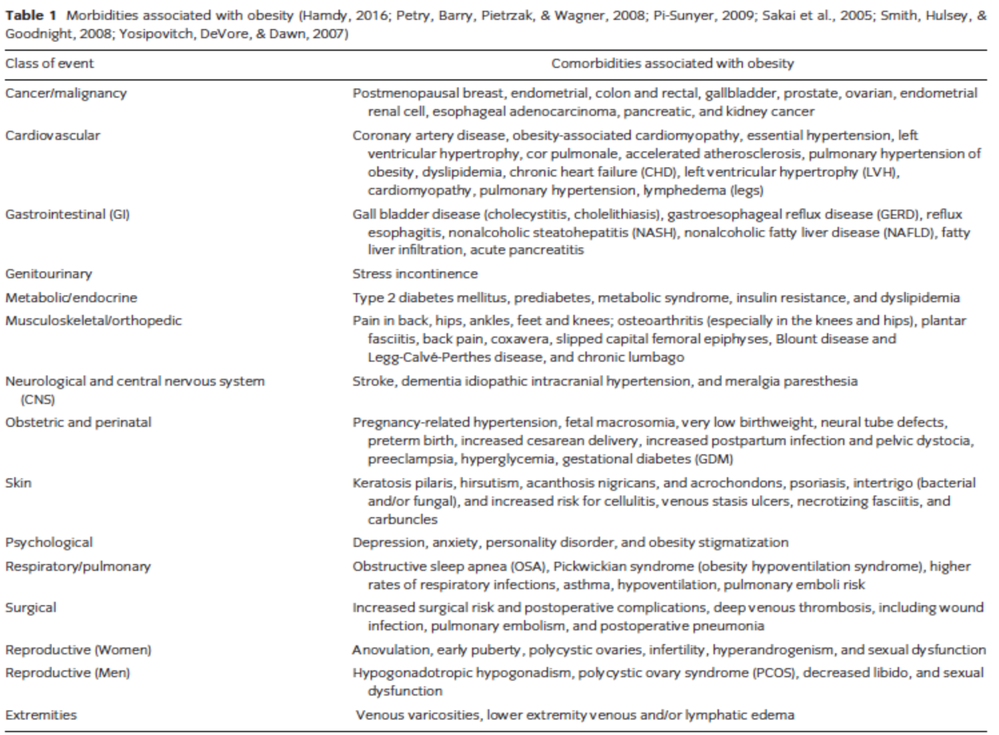 Table 1 Morbidities associated with obesity (Hamdy, 2016; Petry, Barry, Pietrzak, & Wagner, 2008; Pi-Sunyer, 2009; Sakai et al., 2005; Smith, Hulsey, &
Goodnight, 2008; Yosipovitch, DeVore, & Dawn, 2007)
Class of event Comorbidities associated with obesity
Cancer/malignancy Postmenopausal breast, endometrial, colon and rectal, gallbladder, prostate, ovarian, endometrial
renal cell, esophageal adenocarcinoma, pancreatic, and kidney cancer
Cardiovascular Coronary artery disease, obesity-associated cardiomyopathy, essential hypertension, left
ventricular hypertrophy, cor pulmonale, accelerated atherosclerosis, pulmonary hypertension of
obesity, dyslipidemia, chronic heart failure (CHD), left ventricular hypertrophy (LVH),
cardiomyopathy, pulmonary hypertension, lymphedema (legs)
Gastrointestinal (GI) Gall bladder disease (cholecystitis, cholelithiasis), gastroesophageal reflux disease (GERD), reflux
esophagitis, nonalcoholic steatohepatitis (NASH), nonalcoholic fatty liver disease (NAFLD), fatty
liver infiltration, acute pancreatitis
Genitourinary Stress incontinence
Metabolic/endocrine Type 2 diabetes mellitus, prediabetes, metabolic syndrome, insulin resistance, and dyslipidemia
Musculoskeletal/orthopedic Pain in back, hips, ankles, feet and knees; osteoarthritis (especially in the knees and hips), plantar
fasciitis, back pain, coxavera, slipped capital femoral epiphyses, Blount disease and
Legg-Calvé-Perthes disease, and chronic lumbago
Neurological and central nervous system Stroke, dementia idiopathic intracranial hypertension, and meralgia paresthesia
(CNS)
Obstetric and perinatal Pregnancy-related hypertension, fetal macrosomia, very low birthweight, neural tube defects,
preterm birth, increased cesarean delivery, increased postpartum infection and pelvic dystocia,
preeclampsia, hyperglycemia, gestational diabetes (GDM)
Skin Keratosis pilaris, hirsutism, acanthosis nigricans, and acrochondons, psoriasis, intertrigo (bacterial
and/or fungal), and increased risk for cellulitis, venous stasis ulcers, necrotizing fasciitis, and
carbuncles
Psychological Depression, anxiety, personality disorder, and obesity stigmatization
Respiratory/pulmonary Obstructive sleep apnea (OSA), Pickwickian syndrome (obesity hypoventilation syndrome), higher
rates of respiratory infections, asthma, hypoventilation, pulmonary emboli risk
Surgical Increased surgical risk and postoperative complications, deep venous thrombosis, including wound
infection, pulmonary embolism, and postoperative pneumonia
Reproductive (Women) Anovulation, early puberty, polycystic ovaries, infertility, hyperandrogenism, and sexual dysfunction
Reproductive (Men) Hypogonadotropic hypogonadism, polycystic ovary syndrome (PCOS), decreased libido, and sexual
dysfunction
Extremities Venous varicosities, lower extremity venous and/or lymphatic edema